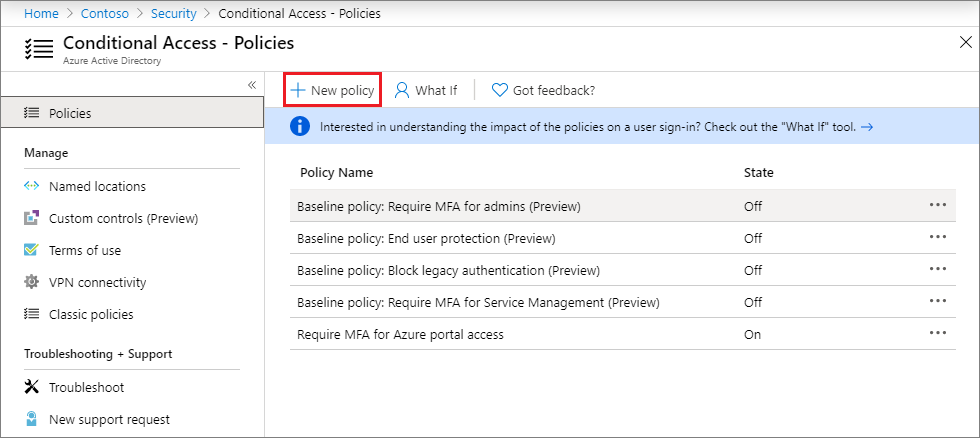 Home > Contoso > Security > Conditional Access - Policies
Conditional Access - Policies
Azure Active Directory
Policies
Manage
Named locations
Custom controls (Preview)
Terms of use
VPN connectivity
Classic policies
Troubleshooting + Support
Troubleshoot
New support request
New policy What If Got feedback?
Interested in understanding the impact of the policies on a user sign-in? Check out the "What If" tool. →
Policy Name State
Baseline policy: Require MFA for admins (Preview) Off
Baseline policy: End user protection (Preview) Off
Baseline policy: Block legacy authentication (Preview) Off
Baseline policy: Require MFA for Service Management (Preview) Off
Require MFA for Azure portal access On